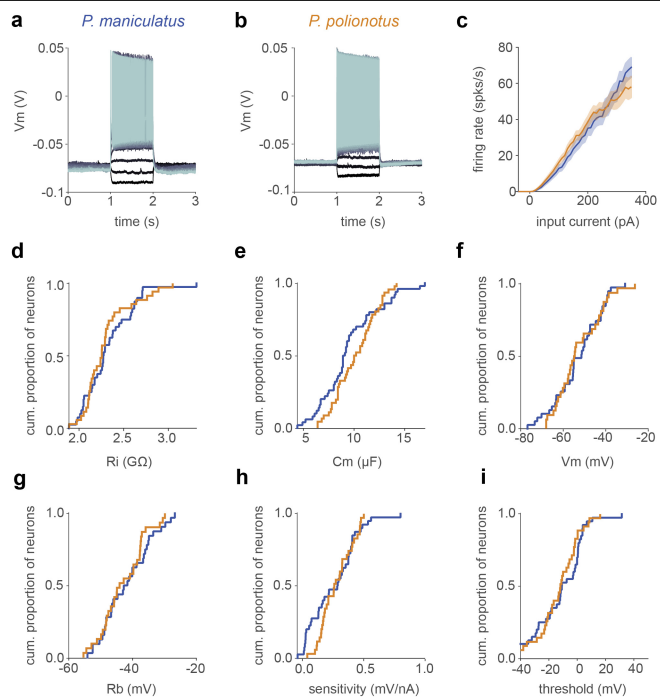 a P. maniculatus b P. polionotus c
0.05 0.05 80
0 0 60
-0.05 -0.05 40
-0.1 -0.1 20
0
Vm (V) Vm (V) firing rate (spks/s)
0 1 2 3 0 1 2 3 0 200 400
time (s) time (s) input current (pA)
d e f
cum. proportion of neurons cum. proportion of neurons cum. proportion of neurons
1.0 1.0 1.0
0.5 0.5 0.5
0 0 0
2.0 2.5 3.0 5 10 15 -80 -60 -40 -20
Ri (GΩ) Cm (µF) Vm (mV)
g h i
cum. proportion of neurons cum. proportion of neurons cum. proportion of neurons
1.0 1.0 1.0
0.5 0.5 0.5
0 0 0
-60 -40 -20 0.0 0.5 1.0 -40 -20 0 20 40
Rb (mV) sensitivity (mV/nA) threshold (mV)